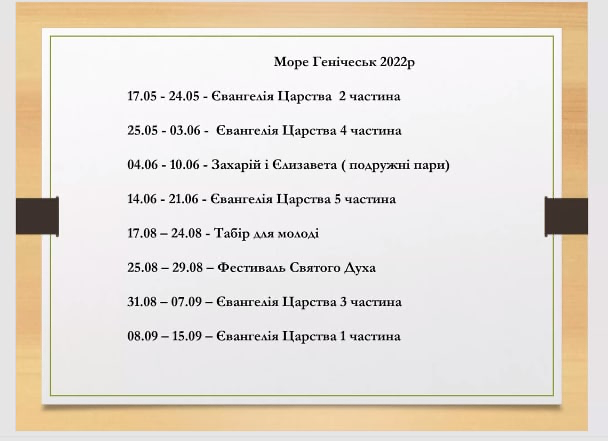 Море Генічеськ 2022р
17.05 - 24.05 - Євангелія Царства  2 частина
25.05 - 03.06 -  Євангелія Царства 4 частина
04.06 - 10.06 - Захарій і Єлизавета ( подружні пари)
14.06 - 21.06 - Євангелія Царства 5 частина
17.08 – 24.08 - Табір для молоді
25.08 – 29.08 – Фестиваль Святого Духа
31.08 – 07.09 – Євангелія Царства 3 частина
08.09 – 15.09 – Євангелія Царства 1 частина